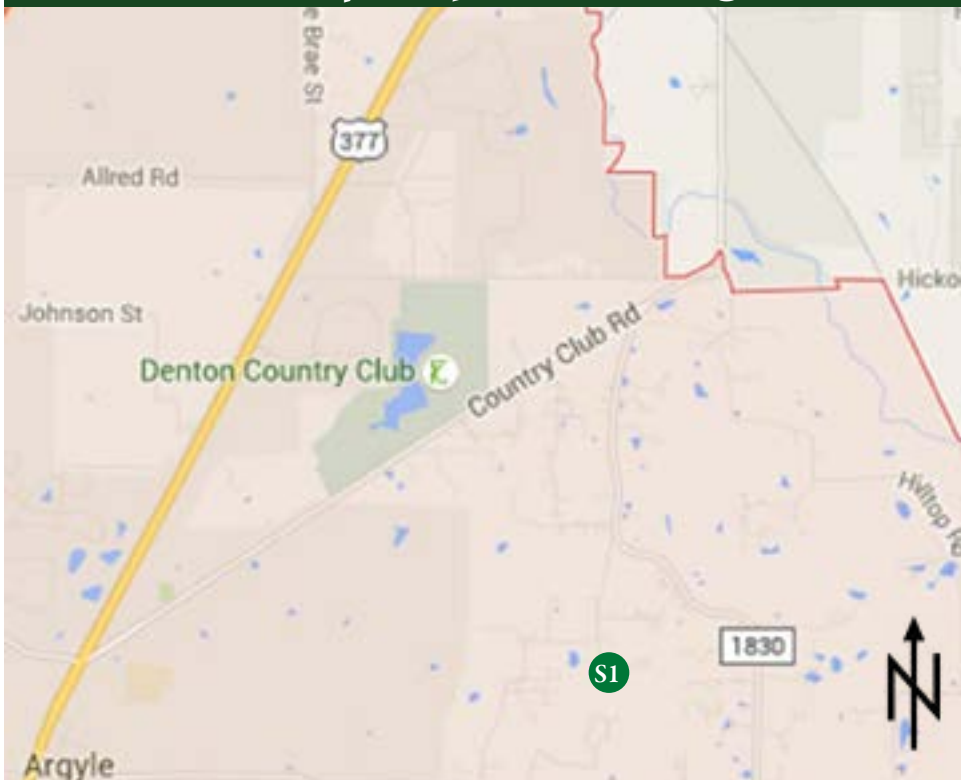 Brae St
377
Allred Rd
Johnson St
Denton Country Club
Country Club Rd
Hilltop
S1
1830
N
Argyle